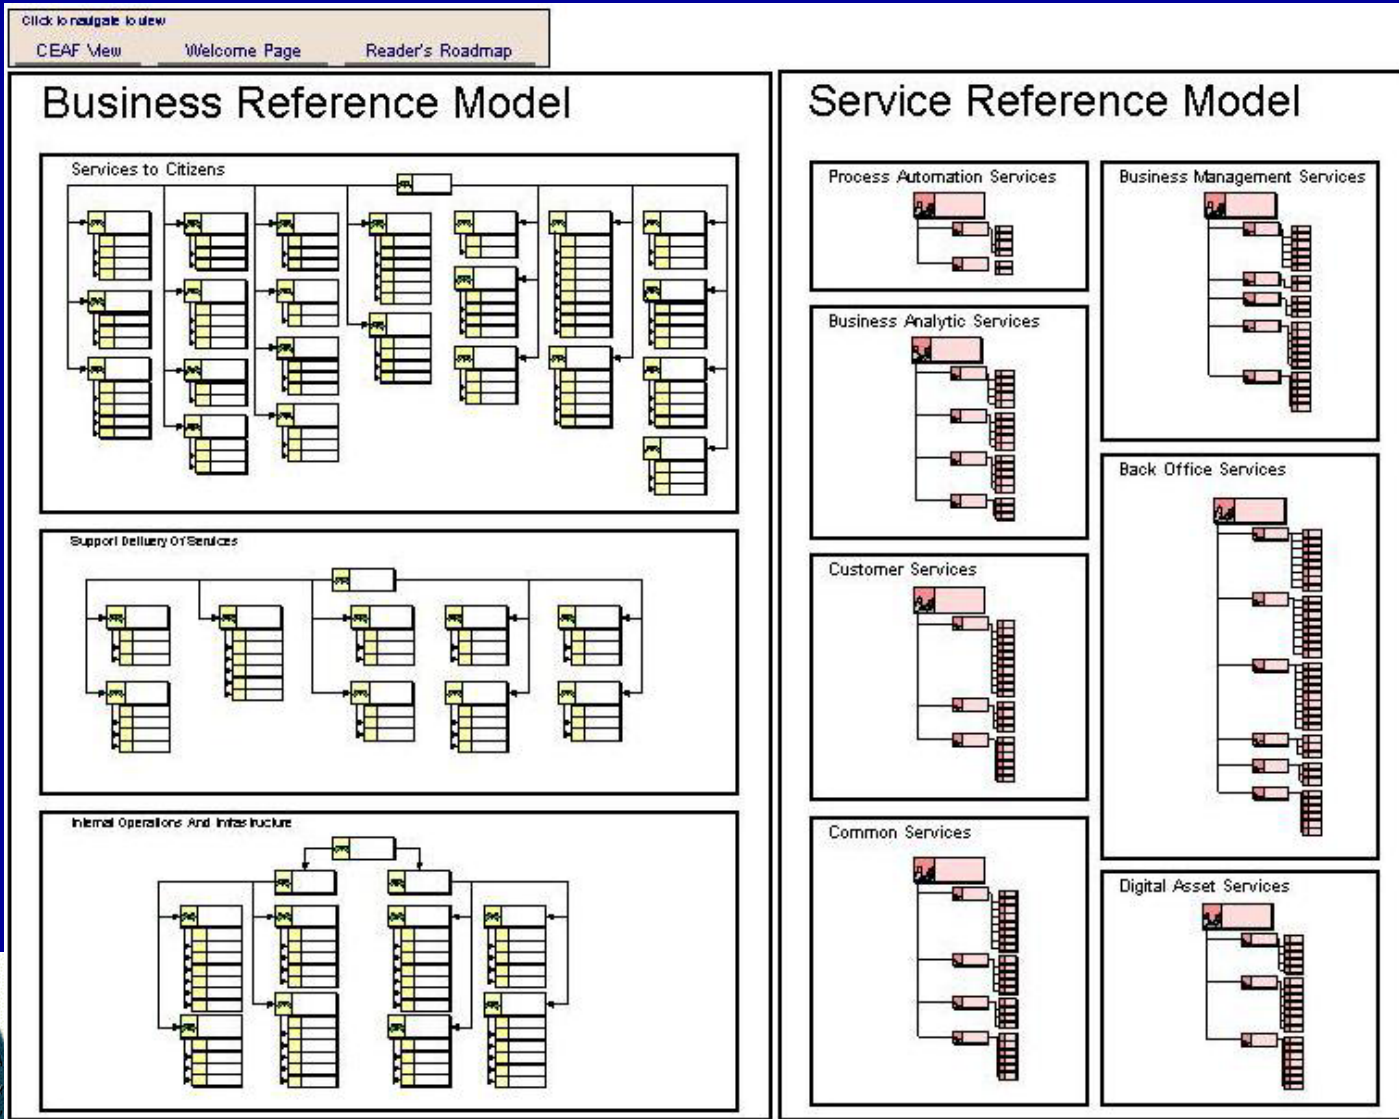 Click to navigate to view
CEAF View Welcome Page Reader's Roadmap
Business Reference Model
Services to Citizens
Support Delivery Of Services
Internal Operations And Infrastructure
Service Reference Model
Process Automation Services
Business Management Services
Business Analytic Services
Back Office Services
Customer Services
Common Services
Digital Asset Services